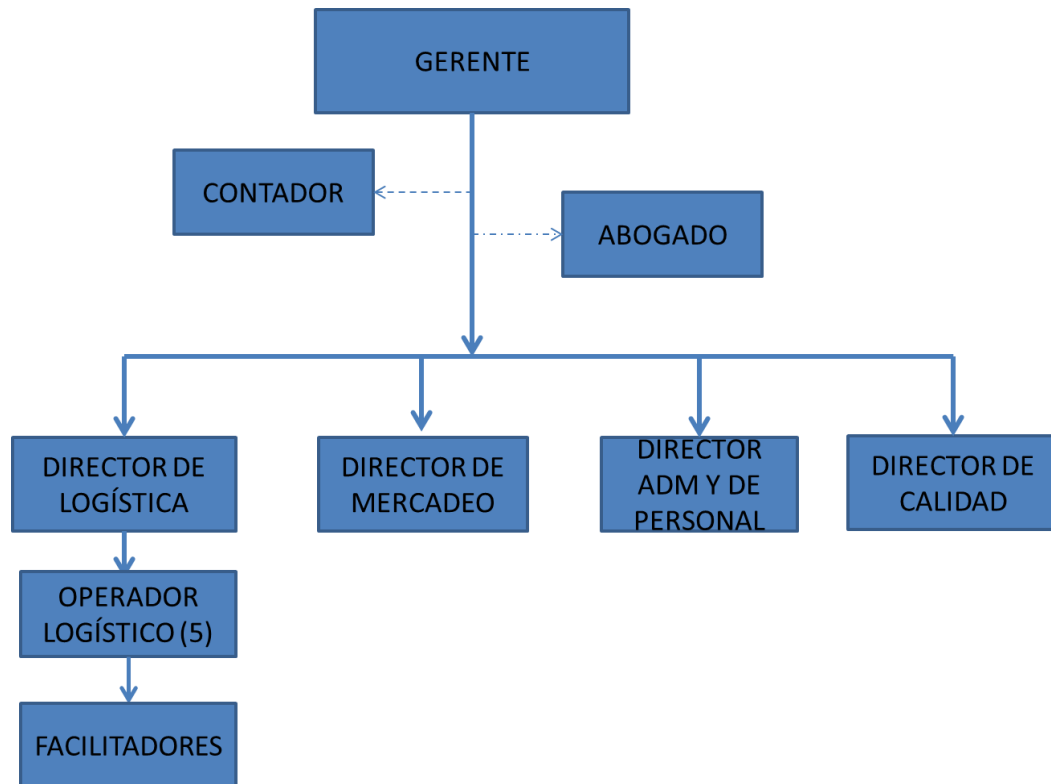 GERENTE
CONTADOR
ABOGADO
DIRECTOR DE
LOGÍSTICA
DIRECTOR DE
MERCADEO
DIRECTOR
ADM Y DE
PERSONAL
DIRECTOR DE
CALIDAD
OPERADOR
LOGÍSTICO (5)
FACILITADORES